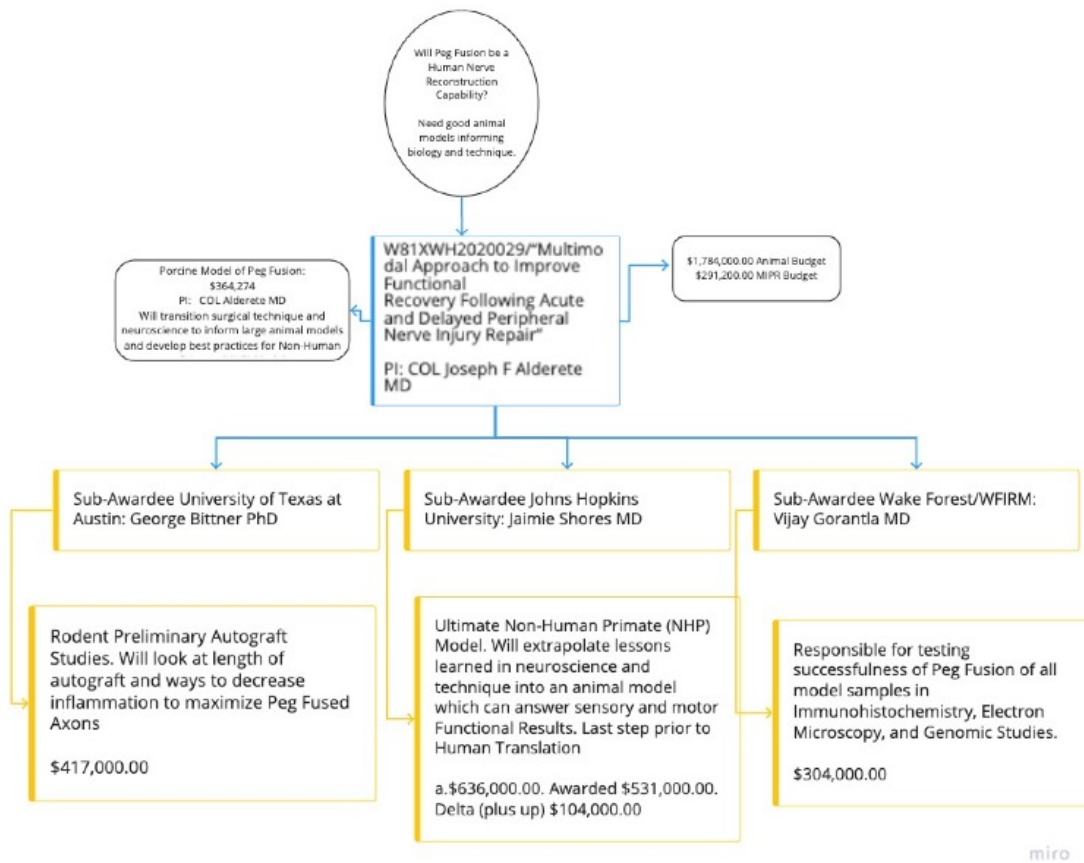 Will Peg Fusion be a
Human Nerve
Reconstruction
Capability?
Need good animal
models informing
biology and technique.
W81XWH2020029/"Multimo
dal Approach to Improve
Functional
Recovery Following Acute
and Delayed Peripheral
Nerve Injury Repair"
PI: COL Joseph F Alderete
MD
Porcine Model of Peg Fusion:
$364,274
PI: COL Alderete MD
Will transition surgical technique and
neuroscience to inform large animal models
and develop best practices for Non-Human
$1,784,000.00 Animal Budget
$291,200.00 MIPR Budget
Sub-Awardee University of Texas at
Austin: George Bittner PhD
Sub-Awardee Johns Hopkins
University: Jaimie Shores MD
Sub-Awardee Wake Forest/WFIRM:
Vijay Gorantla MD
Rodent Preliminary Autograft
Studies. Will look at length of
autograft and ways to decrease
inflammation to maximize Peg Fused
Axons
$417,000.00
Ultimate Non-Human Primate (NHP)
Model. Will extrapolate lessons
learned in neuroscience and
technique into an animal model
which can answer sensory and motor
Functional Results. Last step prior to
Human Translation
a.$636,000.00. Awarded $531,000.00.
Delta (plus up) $104,000.00
Responsible for testing
successfulness of Peg Fusion of all
model samples in
Immunohistochemistry, Electron
Microscopy, and Genomic Studies.
$304,000.00
miro